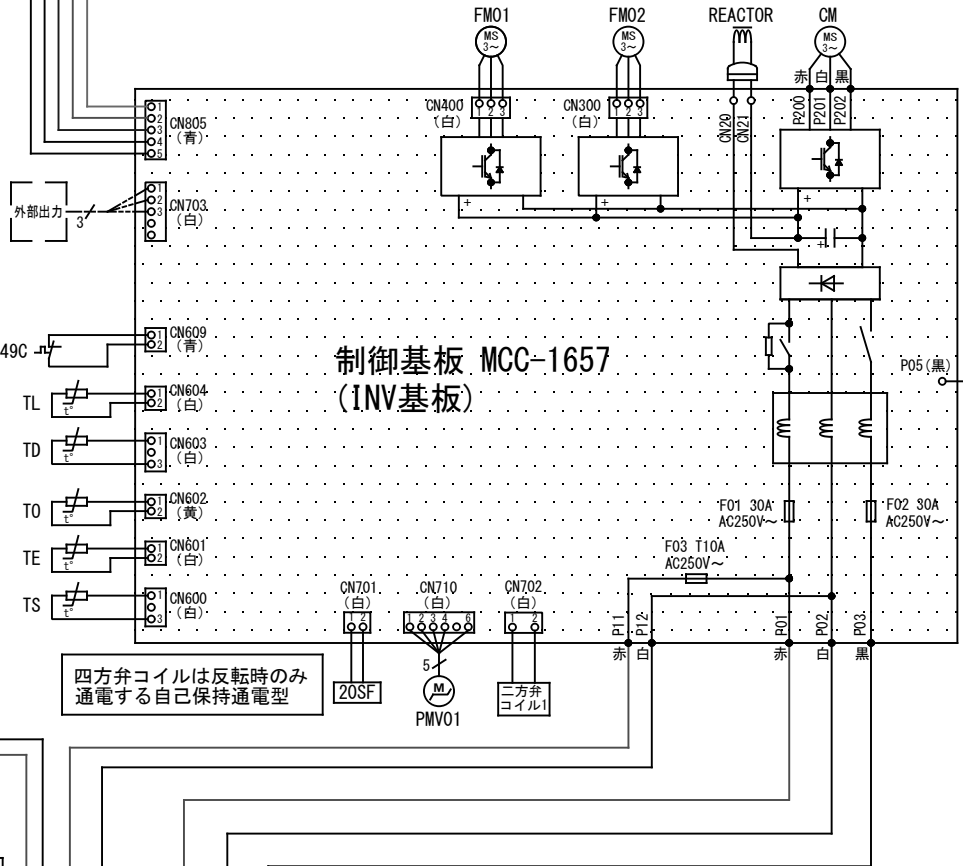 FM01
FM02
REACTOR
CM
MS
3~
MS
3~
MS
3~
赤
白
黒
CN400
(白)
1 2 3
CN300
(白)
1 2 3
CN20
CN21
P200
P201
P202
1
2
3
4
5
CN805
(青)
外部出力
3
1
2
3
CN703
(白)
+
+
+
+
49C
1
2
CN609
(青)
制御基板 MCC-1657
(INV基板)
P05(黒)
TL
t°
1
2
CN604
(白)
TD
t°
1
3
CN603
(白)
TO
t°
1
2
CN602
(黄)
TE
t°
1
2
CN601
(白)
TS
t°
1
3
CN600
(白)
F01 30A
AC250V~
F02 30A
AC250V~
F03 T10A
AC250V~
CN701
(白)
1 2
CN710
(白)
1 2 3 4 6
CN702
(白)
1 2
P11
P12
P01
P02
P03
赤
白
赤
白
黒
四方弁コイルは反転時のみ
通電する自己保持通電型
20SF
5
M
PMV01
二方弁
コイル1